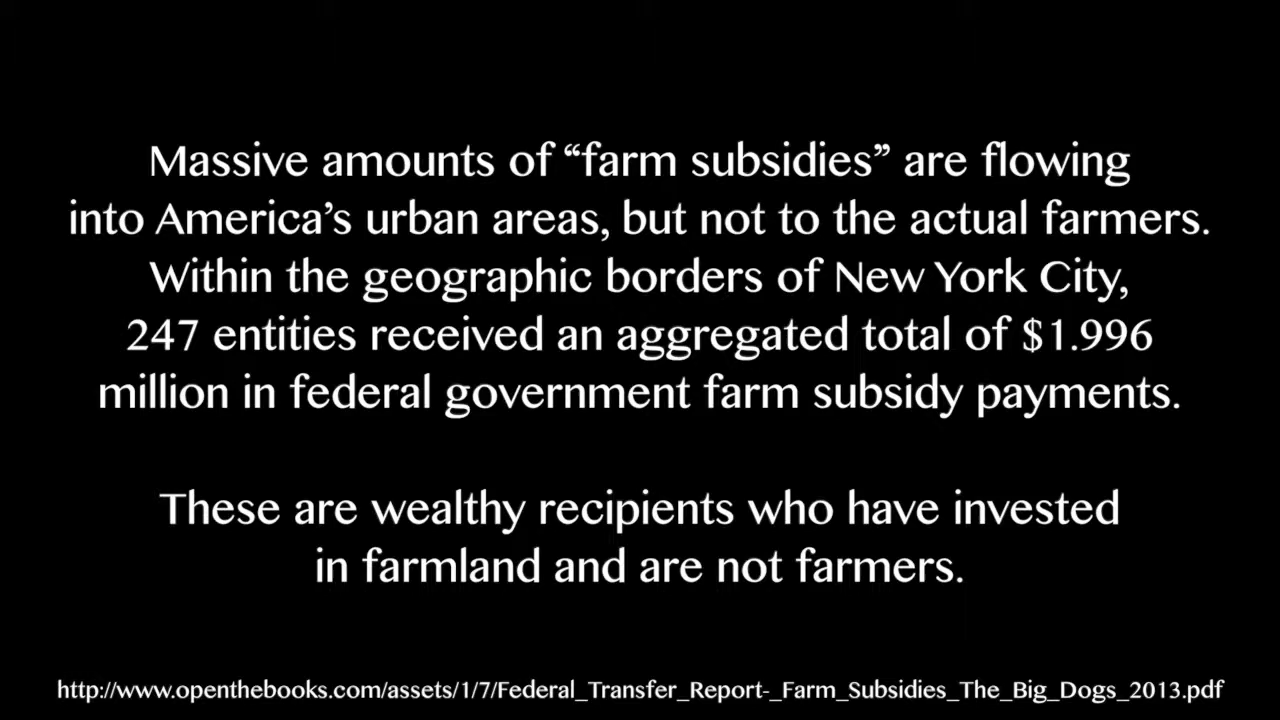 Massive amounts of “farm subsidies” are flowing
into America’s urban areas, but not to the actual farmers.
Within the geographic borders of New York City,
247 entities received an aggregated total of $1.996
million in federal government farm subsidy payments.
These are wealthy recipients who have invested
in farmland and are not farmers.
http://www.openthebooks.com/assets/1/7/Federal_Transfer_Report-_Farm_Subsidies_The_Big_Dogs_2013.pdf